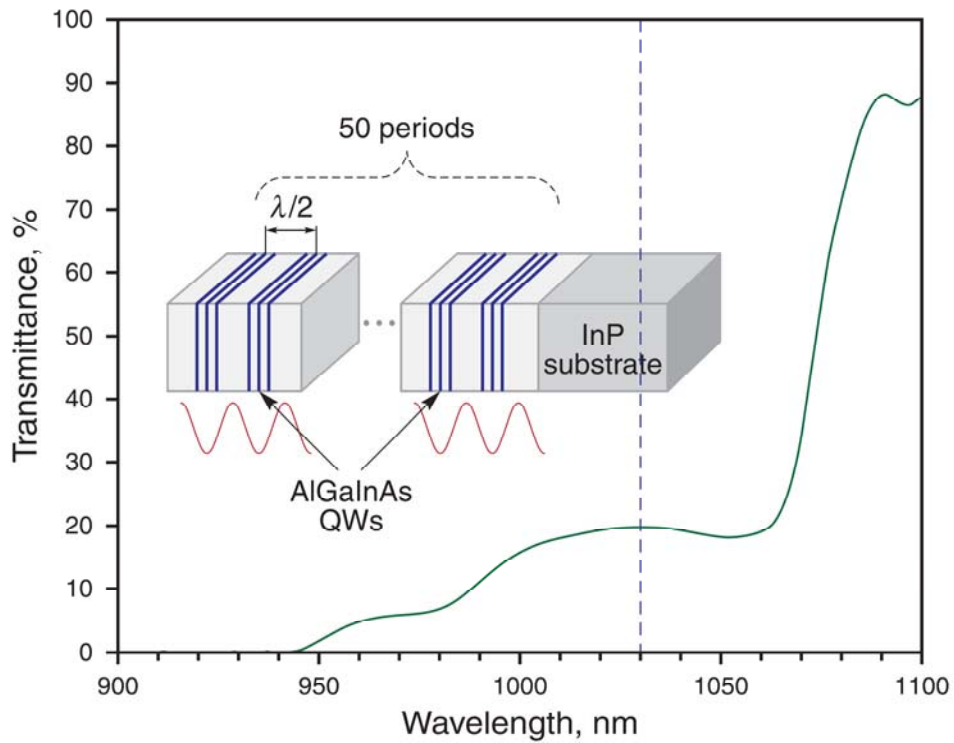 100
90
80
70
60
50
40
30
20
10
0
Transmittance, %
50 periods
λ/2
InP
substrate
AlGaInAs
QWs
900
950
1000
1050
1100
Wavelength, nm